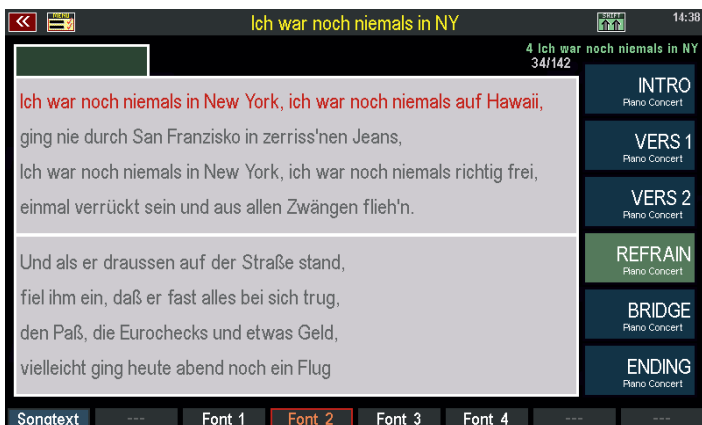 MENU
Ich war noch niemals in NY
SHIFT
14:38
4 Ich war noch niemals in NY
34/142
Ich war noch niemals in New York, ich war noch niemals auf Hawaii,
ging nie durch San Franzisko in zerriss'nen Jeans,
Ich war noch niemals in New York, ich war noch niemals richtig frei,
einmal verrückt sein und aus allen Zwängen flieh'n.
Und als er draussen auf der Straße stand,
fiel ihm ein, daß er fast alles bei sich trug,
den Paß, die Eurochecks und etwas Geld,
vielleicht ging heute abend noch ein Flug
INTRO
Piano Concert
VERS 1
Piano Concert
VERS 2
Piano Concert
REFRAIN
Piano Concert
BRIDGE
Piano Concert
ENDING
Piano Concert
Songtext --- Font 1 Font 2 Font 3 Font 4 --- ---